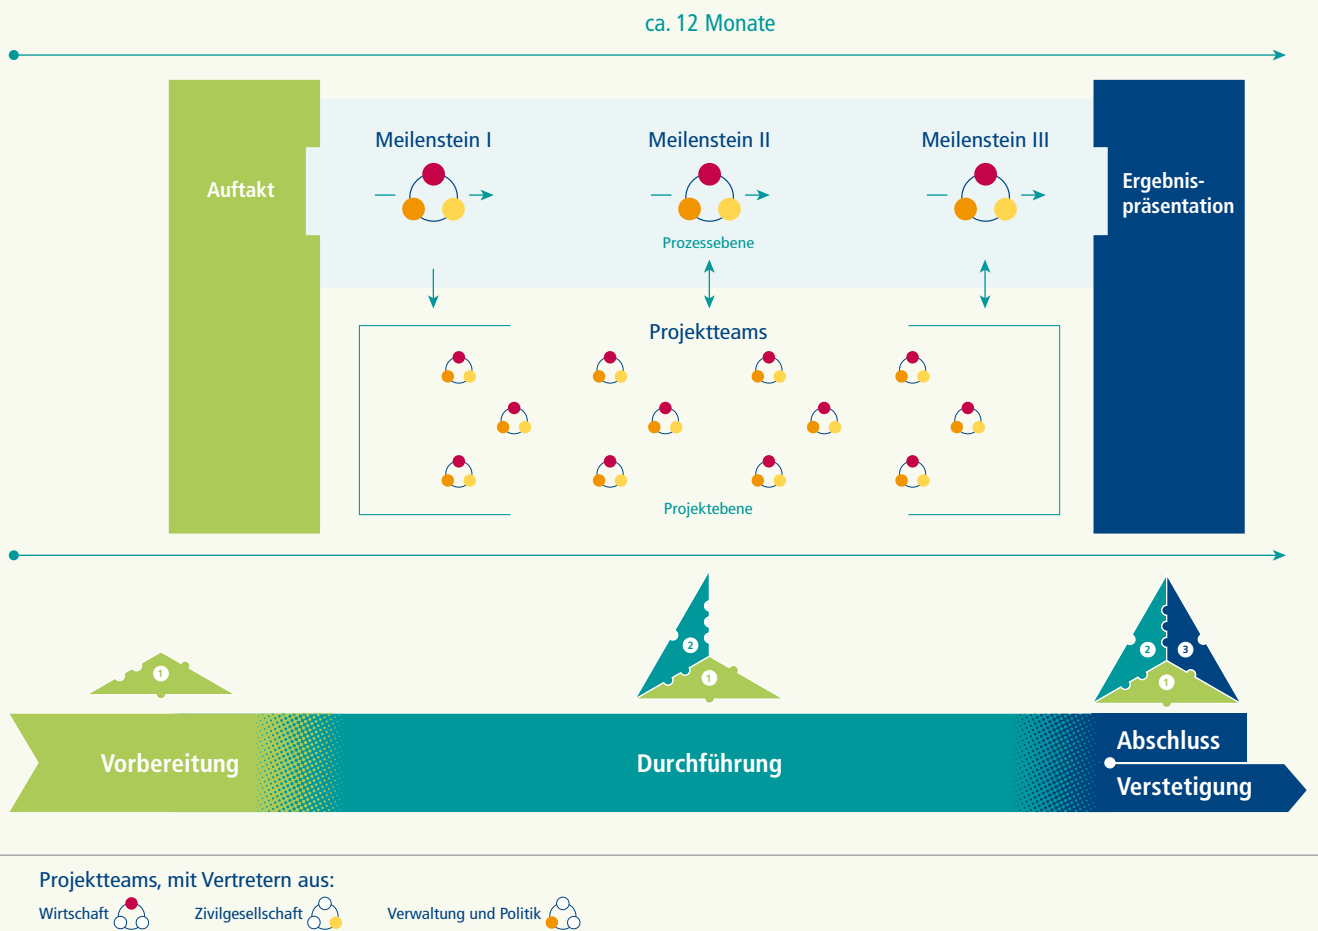 ca. 12 Monate
Meilenstein I
Meilenstein II
Meilenstein III
Auftakt
Ergebnis-
präsentation
Prozessebene
Projektteams
Projektebene
1
2
1
2
3
1
Vorbereitung
Durchführung
Abschluss
Verstetigung
Projektteams, mit Vertretern aus:
Wirtschaft
Zivilgesellschaft
Verwaltung und Politik